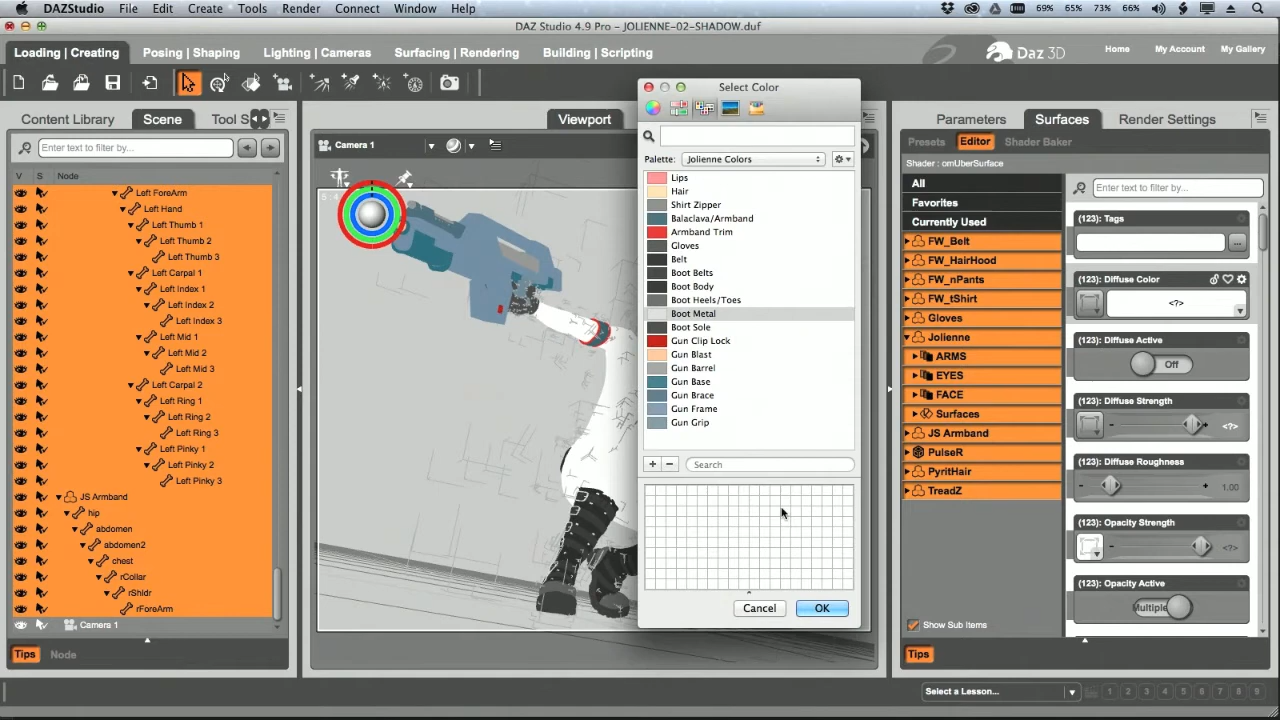 DAZStudio File Edit Create Tools Render Connect Window Help 69% 65% 73% 66%
DAZ Studio 4.9 Pro - JOLIENNE-02-SHADOW.duf
Loading | Creating Posing | Shaping Lighting | Cameras Surfacing | Rendering Building | Scripting Daz 3D Home My Account My Gallery
Content Library Scene Tool S
Enter text to filter by...
V S Node
Left ForeArm
Left Hand
Left Thumb 1
Left Thumb 2
Left Thumb 3
Left Carpal 1
Left Index 1
Left Index 2
Left Index 3
Left Mid 1
Left Mid 2
Left Mid 3
Left Carpal 2
Left Ring 1
Left Ring 2
Left Ring 3
Left Pinky 1
Left Pinky 2
Left Pinky 3
JS Armband
hip
abdomen
abdomen2
chest
rCollar
rShldr
rForeArm
Camera 1
Tips Node
Viewport
Camera 1
Select Color
Palette: Jolienne Colors
Lips
Hair
Shirt Zipper
Balaclava/Armband
Armband Trim
Gloves
Belt
Boot Belts
Boot Body
Boot Heels/Toes
Boot Metal
Boot Sole
Gun Clip Lock
Gun Blast
Gun Barrel
Gun Base
Gun Brace
Gun Frame
Gun Grip
+ − Search
Cancel OK
Parameters Surfaces Render Settings
Presets Editor Shader Baker
Shader : omUberSurface
All
Favorites
Currently Used
FW_Belt
FW_HairHood
FW_nPants
FW_tShirt
Gloves
Jolienne
ARMS
EYES
FACE
Surfaces
JS Armband
PulseR
PyritHair
TreadZ
Show Sub Items
Tips
Enter text to filter by...
(123): Tags
...
(123): Diffuse Color
<?>
(123): Diffuse Active
Off
(123): Diffuse Strength
- + <?>
(123): Diffuse Roughness
- + 1.00
(123): Opacity Strength
- <?>
(123): Opacity Active
Multiple
Select a Lesson... 1 2 3 4 5 6 7 8 9